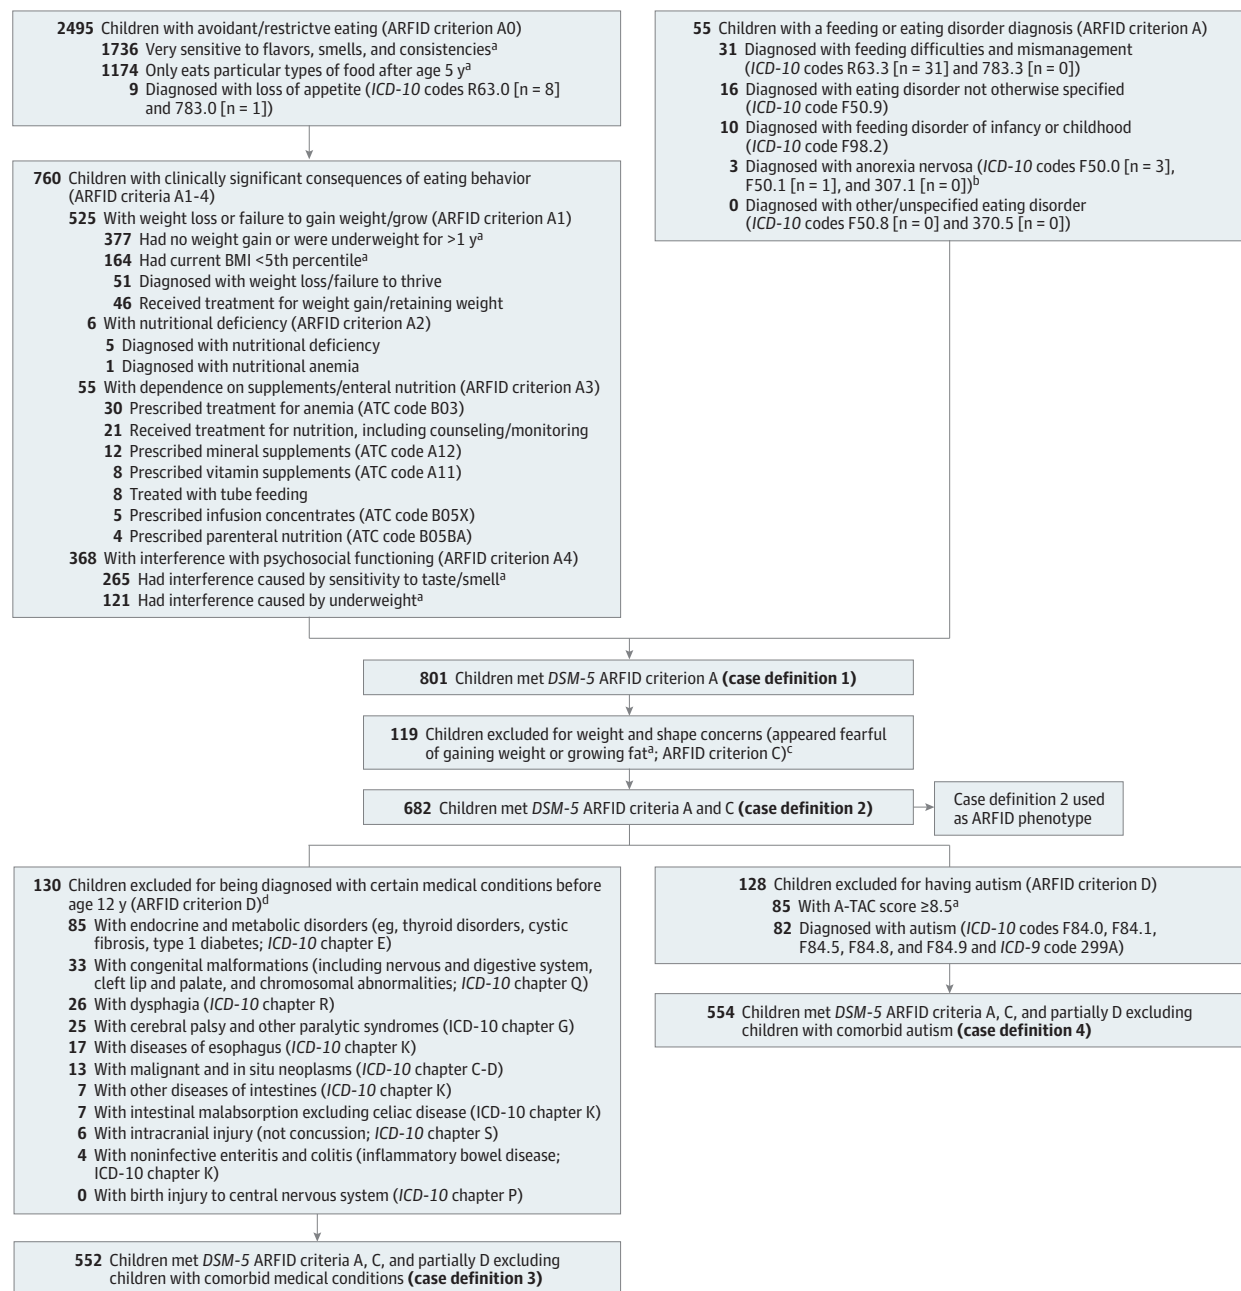 2495 Children with avoidant/restrictve eating (ARFID criterion A0)
1736 Very sensitive to flavors, smells, and consistenciesa
1174 Only eats particular types of food after age 5 ya
9 Diagnosed with loss of appetite (ICD-10 codes R63.0 [n = 8]
and 783.0 [n = 1])
55 Children with a feeding or eating disorder diagnosis (ARFID criterion A)
31 Diagnosed with feeding difficulties and mismanagement
(ICD-10 codes R63.3 [n = 31] and 783.3 [n = 0])
16 Diagnosed with eating disorder not otherwise specified
(ICD-10 code F50.9)
10 Diagnosed with feeding disorder of infancy or childhood
(ICD-10 code F98.2)
3 Diagnosed with anorexia nervosa (ICD-10 codes F50.0 [n = 3],
F50.1 [n = 1], and 307.1 [n = 0])b
0 Diagnosed with other/unspecified eating disorder
(ICD-10 codes F50.8 [n = 0] and 370.5 [n = 0])
760 Children with clinically significant consequences of eating behavior
(ARFID criteria A1-4)
525 With weight loss or failure to gain weight/grow (ARFID criterion A1)
377 Had no weight gain or were underweight for >1 ya
164 Had current BMI <5th percentilea
51 Diagnosed with weight loss/failure to thrive
46 Received treatment for weight gain/retaining weight
6 With nutritional deficiency (ARFID criterion A2)
5 Diagnosed with nutritional deficiency
1 Diagnosed with nutritional anemia
55 With dependence on supplements/enteral nutrition (ARFID criterion A3)
30 Prescribed treatment for anemia (ATC code B03)
21 Received treatment for nutrition, including counseling/monitoring
12 Prescribed mineral supplements (ATC code A12)
8 Prescribed vitamin supplements (ATC code A11)
8 Treated with tube feeding
5 Prescribed infusion concentrates (ATC code B05X)
4 Prescribed parenteral nutrition (ATC code B05BA)
368 With interference with psychosocial functioning (ARFID criterion A4)
265 Had interference caused by sensitivity to taste/smella
121 Had interference caused by underweighta
801 Children met DSM-5 ARFID criterion A (case definition 1)
119 Children excluded for weight and shape concerns (appeared fearful
of gaining weight or growing fata; ARFID criterion C)c
682 Children met DSM-5 ARFID criteria A and C (case definition 2)
Case definition 2 used
as ARFID phenotype
130 Children excluded for being diagnosed with certain medical conditions before
age 12 y (ARFID criterion D)d
85 With endocrine and metabolic disorders (eg, thyroid disorders, cystic
fibrosis, type 1 diabetes; ICD-10 chapter E)
33 With congenital malformations (including nervous and digestive system,
cleft lip and palate, and chromosomal abnormalities; ICD-10 chapter Q)
26 With dysphagia (ICD-10 chapter R)
25 With cerebral palsy and other paralytic syndromes (ICD-10 chapter G)
17 With diseases of esophagus (ICD-10 chapter K)
13 With malignant and in situ neoplasms (ICD-10 chapter C-D)
7 With other diseases of intestines (ICD-10 chapter K)
7 With intestinal malabsorption excluding celiac disease (ICD-10 chapter K)
6 With intracranial injury (not concussion; ICD-10 chapter S)
4 With noninfective enteritis and colitis (inflammatory bowel disease;
ICD-10 chapter K)
0 With birth injury to central nervous system (ICD-10 chapter P)
128 Children excluded for having autism (ARFID criterion D)
85 With A-TAC score ≥8.5a
82 Diagnosed with autism (ICD-10 codes F84.0, F84.1,
F84.5, F84.8, and F84.9 and ICD-9 code 299A)
554 Children met DSM-5 ARFID criteria A, C, and partially D excluding
children with comorbid autism (case definition 4)
552 Children met DSM-5 ARFID criteria A, C, and partially D excluding
children with comorbid medical conditions (case definition 3)